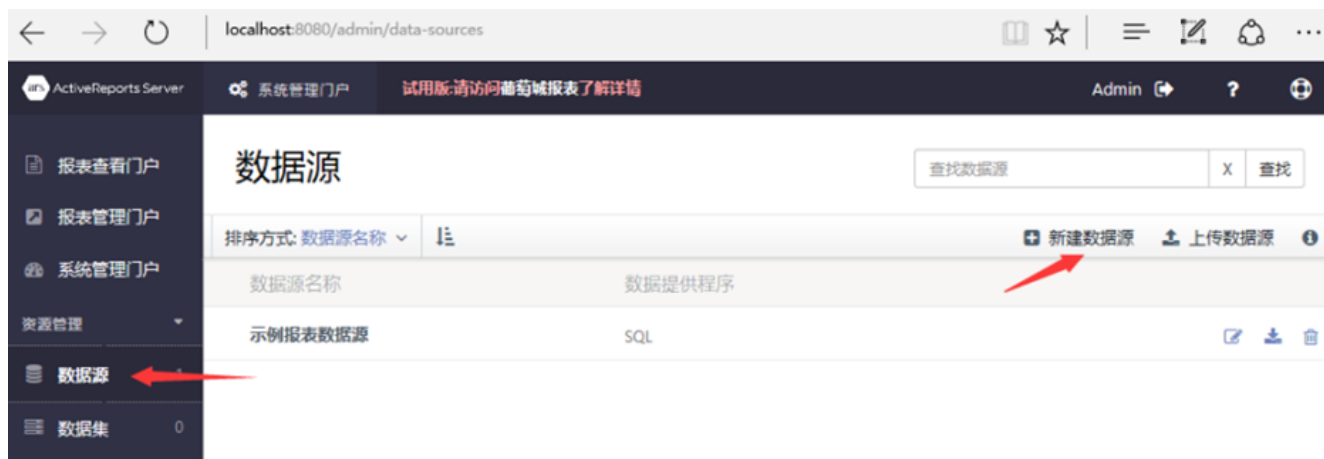 localhost:8080/admin/data-sources
ars ActiveReports Server 系统管理门户 试用版:请访问葡萄城报表了解详情 Admin ?
报表查看门户
数据源 查找数据源 X 查找
报表管理门户
排序方式: 数据源名称 新建数据源 上传数据源
系统管理门户
数据源名称 数据提供程序
资源管理
示例报表数据源 SQL
数据源
数据集 0